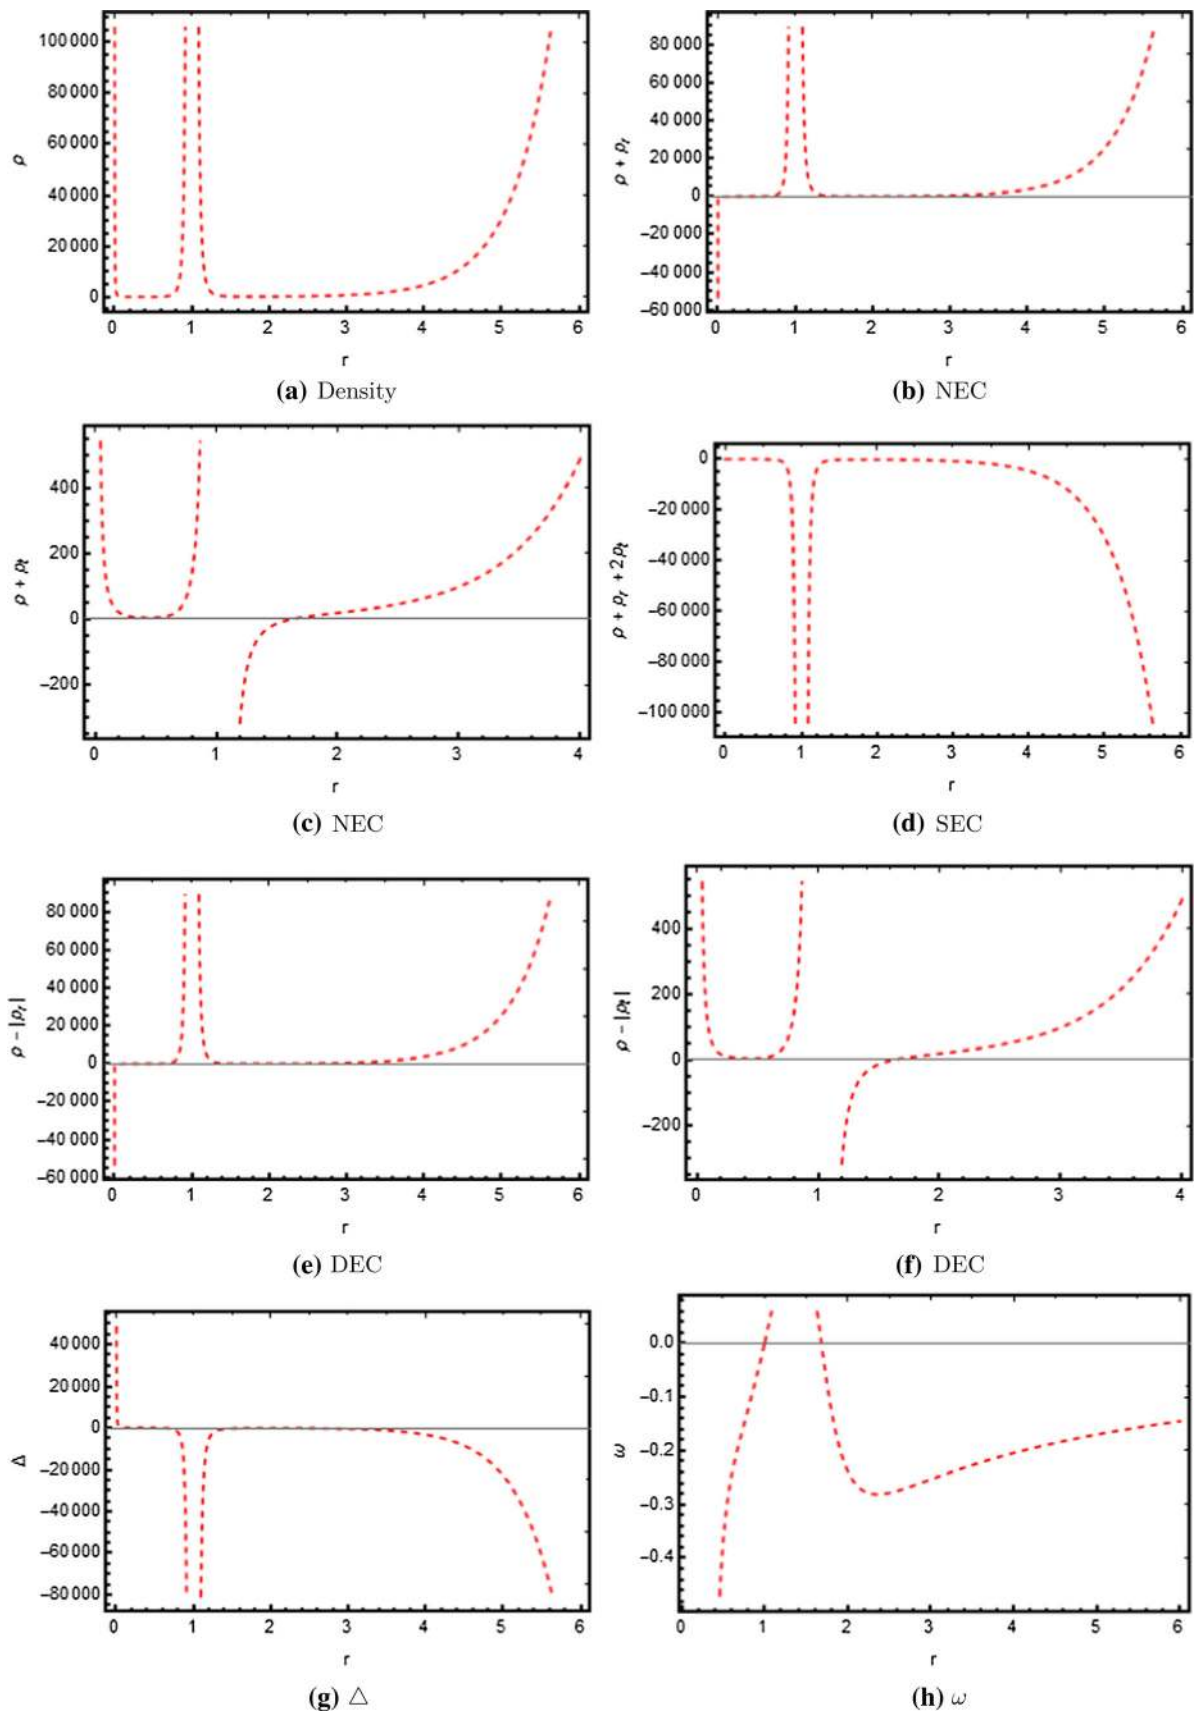 100 000
80 000
60 000
40 000
20 000
0
ρ
0 1 2 3 4 5 6
r
(a) Density
80 000
60 000
40 000
20 000
0
−20 000
−40 000
−60 000
ρ + pr
0 1 2 3 4 5 6
r
(b) NEC
400
200
0
−200
ρ + pt
0 1 2 3 4
r
(c) NEC
0
−20 000
−40 000
−60 000
−80 000
−100 000
ρ + pr + 2pt
0 1 2 3 4 5 6
r
(d) SEC
80 000
60 000
40 000
20 000
0
−20 000
−40 000
−60 000
ρ − |pr|
0 1 2 3 4 5 6
r
(e) DEC
400
200
0
−200
ρ − |pt|
0 1 2 3 4
r
(f) DEC
40 000
20 000
0
−20 000
−40 000
−60 000
−80 000
Δ
0 1 2 3 4 5 6
r
(g) △
0.0
−0.1
−0.2
−0.3
−0.4
ω
0 1 2 3 4 5 6
r
(h) ω